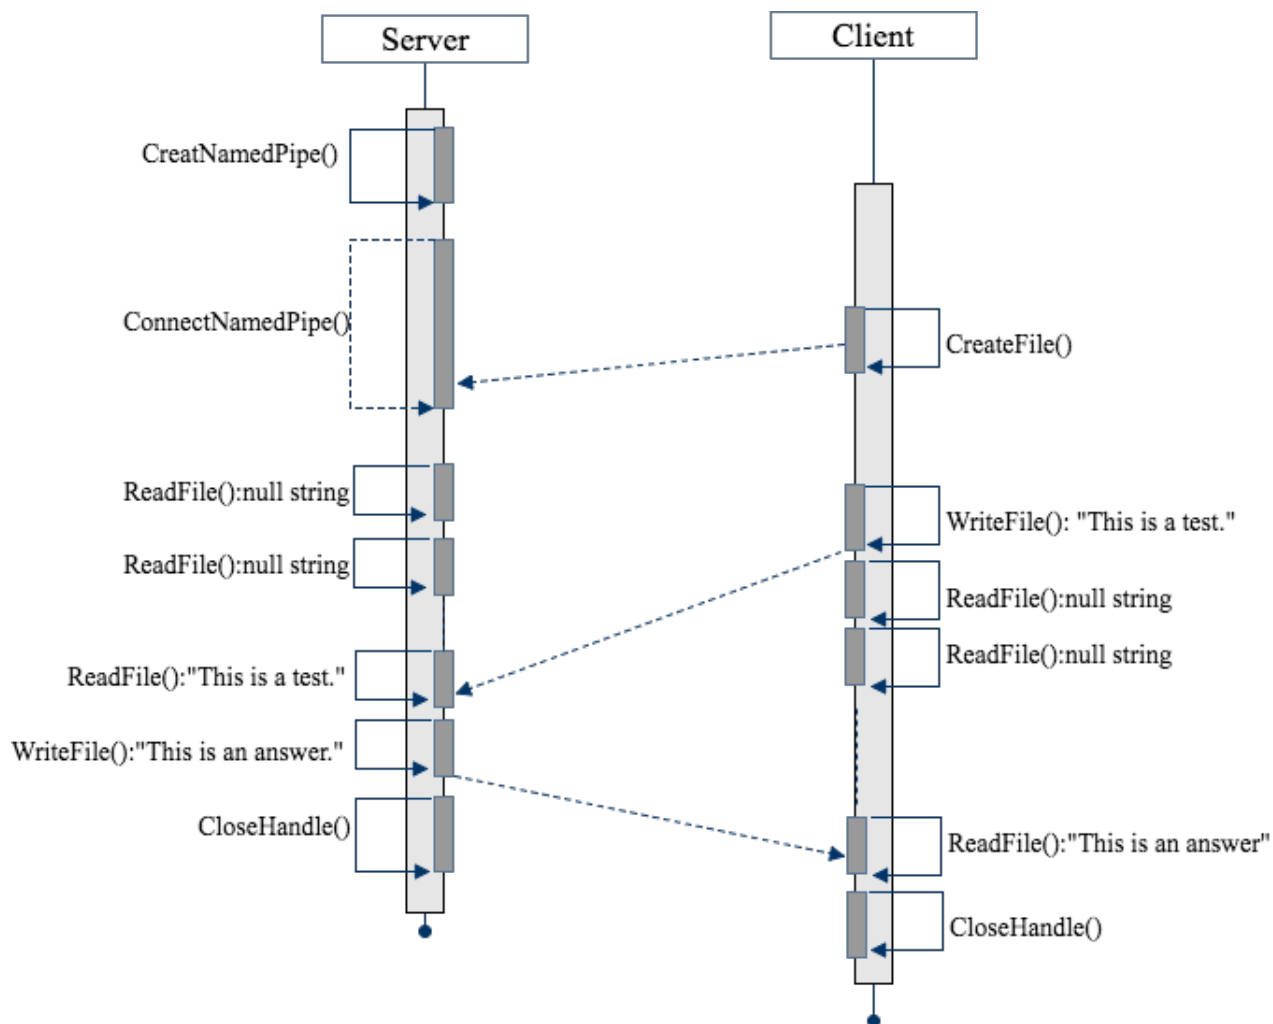 Server
Client
CreatNamedPipe()
ConnectNamedPipe()
CreateFile()
ReadFile():null string
WriteFile(): "This is a test."
ReadFile():null string
ReadFile():null string
ReadFile():null string
ReadFile():"This is a test."
WriteFile():"This is an answer."
CloseHandle()
ReadFile():"This is an answer"
CloseHandle()